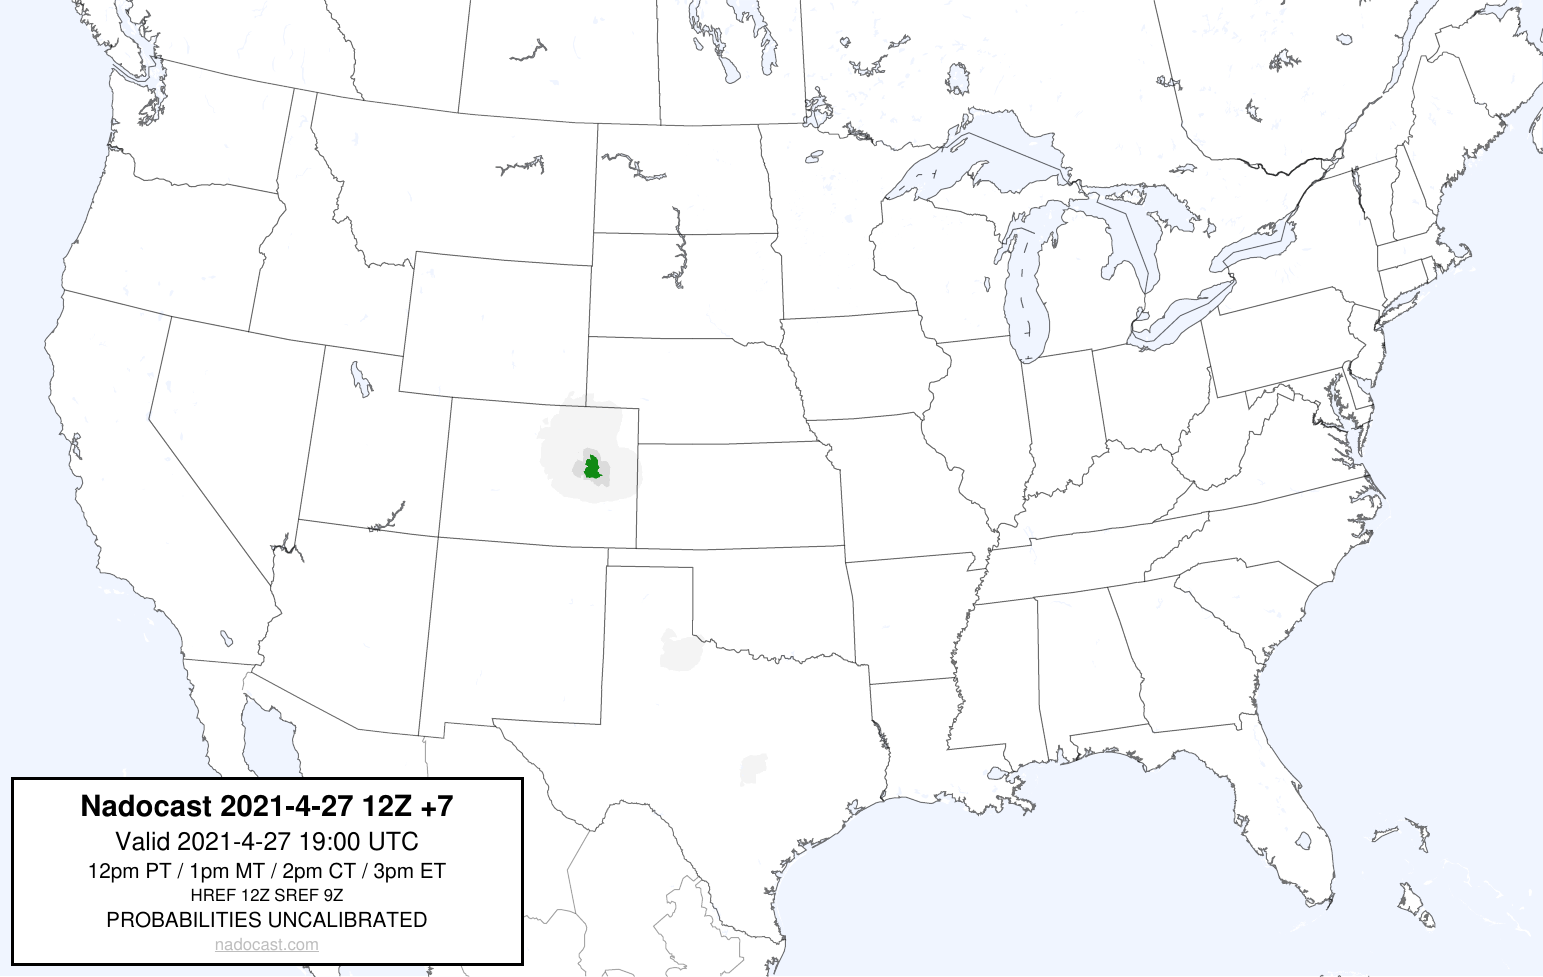 Nadocast 2021-4-27 12Z +7
Valid 2021-4-27 19:00 UTC
12pm PT / 1pm MT / 2pm CT / 3pm ET
HREF 12Z SREF 9Z
PROBABILITIES UNCALIBRATED
nadocast.com